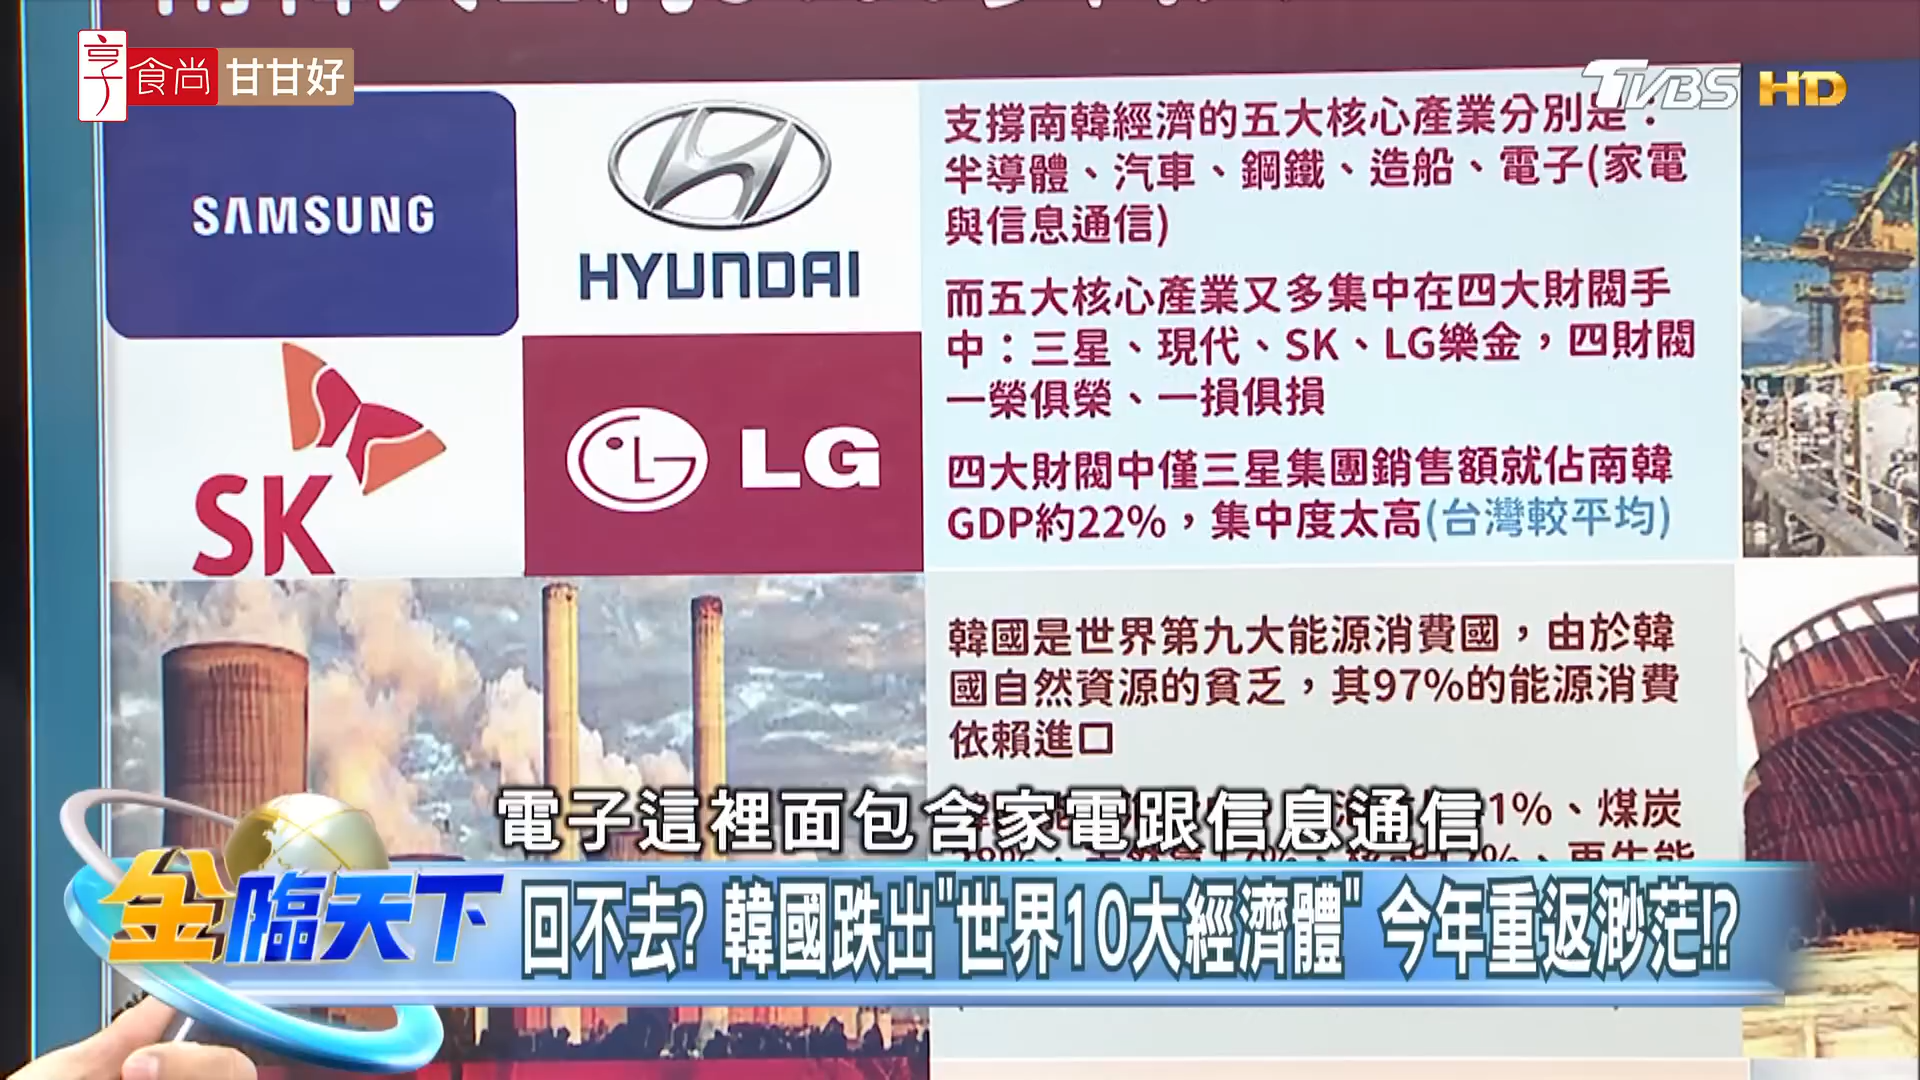 享
食尚
甘甘好
TVBS HD
SAMSUNG
HYUNDAI
SK
LG
支撐南韓經濟的五大核心產業分別是：
半導體、汽車、鋼鐵、造船、電子(家電
與信息通信)
而五大核心產業又多集中在四大財閥手
中：三星、現代、SK、LG樂金，四財閥
一榮俱榮、一損俱損
四大財閥中僅三星集團銷售額就佔南韓
GDP約22%，集中度太高(台灣較平均)
韓國是世界第九大能源消費國，由於韓
國自然資源的貧乏，其97%的能源消費
依賴進口
1%、煤炭
電子這裡面包含家電跟信息通信
金臨天下
回不去? 韓國跌出"世界10大經濟體" 今年重返渺茫!?